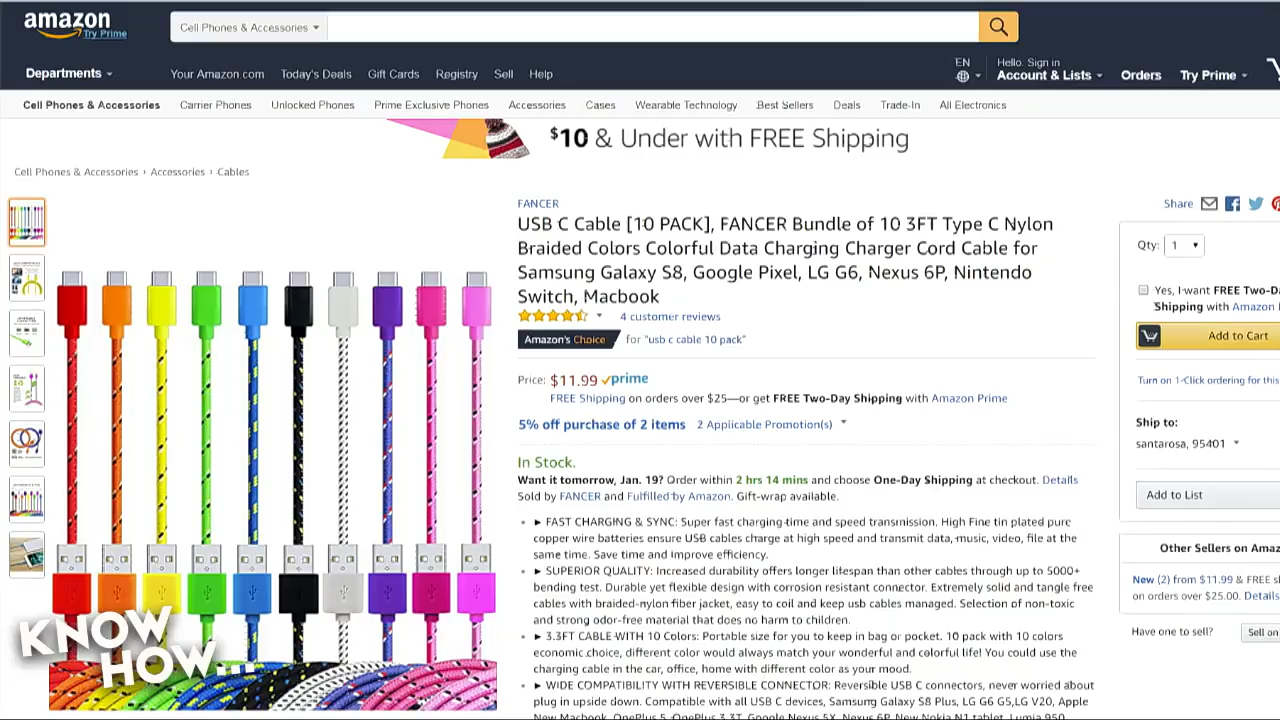 amazon
Try Prime
Cell Phones & Accessories
Departments
Your Amazon.com Today's Deals Gift Cards Registry Sell Help
EN
Hello. Sign in
Account & Lists
Orders
Try Prime
Cell Phones & Accessories Carrier Phones Unlocked Phones Prime Exclusive Phones Accessories Cases Wearable Technology Best Sellers Deals Trade-In All Electronics
$10 & Under with FREE Shipping
Cell Phones & Accessories › Accessories › Cables
FANCER
USB C Cable [10 PACK], FANCER Bundle of 10 3FT Type C Nylon
Braided Colors Colorful Data Charging Charger Cord Cable for
Samsung Galaxy S8, Google Pixel, LG G6, Nexus 6P, Nintendo
Switch, Macbook
4 customer reviews
Amazon's Choice for "usb c cable 10 pack"
Price: $11.99 prime
FREE Shipping on orders over $25—or get FREE Two-Day Shipping with Amazon Prime
5% off purchase of 2 items 2 Applicable Promotion(s)
In Stock.
Want it tomorrow, Jan. 19? Order within 2 hrs 14 mins and choose One-Day Shipping at checkout. Details
Sold by FANCER and Fulfilled by Amazon. Gift-wrap available.
• ► FAST CHARGING & SYNC: Super fast charging time and speed transmission. High Fine tin plated pure
copper wire batteries ensure USB cables charge at high speed and transmit data, music, video, file at the
same time. Save time and improve efficiency.
• ► SUPERIOR QUALITY: Increased durability offers longer lifespan than other cables through up to 5000+
bending test. Durable yet flexible design with corrosion resistant connector. Extremely solid and tangle free
cables with braided-nylon fiber jacket, easy to coil and keep usb cables managed. Selection of non-toxic
and strong odor-free material that does no harm to children.
• ► 3.3FT CABLE WITH 10 Colors: Portable size for you to keep in bag or pocket. 10 pack with 10 colors
economic choice, different color would always match your wonderful and colorful life! You could use the
charging cable in the car, office, home with different color as your mood.
• ► WIDE COMPATIBILITY WITH REVERSIBLE CONNECTOR: Reversible USB C connectors, never worried about
plug in upside down. Compatible with all USB C devices, Samsung Galaxy S8 Plus, LG G6 G5,LG V20, Apple
New Macbook, OnePlus 5, OnePlus 3 3T, Google Nexus 5X, Nexus 6P, New Nokia N1 tablet, Lumia 950
Share
Qty: 1
Yes, I want FREE Two-Da
Shipping with Amazon
Add to Cart
Turn on 1-Click ordering for this
Ship to:
santarosa, 95401
Add to List
Other Sellers on Amaz
New (2) from $11.99 & FREE s
on orders over $25.00. Details
Have one to sell? Sell on
KNOW
HOW...